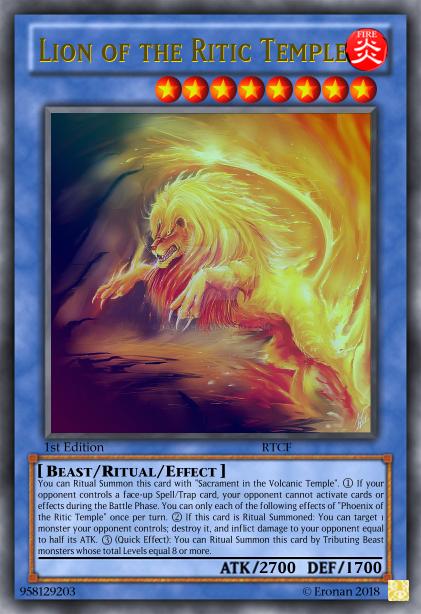 Lion of the Ritic Temple
FIRE
炎
1st Edition RTCF
[ Beast/Ritual/Effect ]
You can Ritual Summon this card with "Sacrament in the Volcanic Temple". ① If your
opponent controls a face-up Spell/Trap card, your opponent cannot activate cards or
effects during the Battle Phase. You can only each of the following effects of "Phoenix of
the Ritic Temple" once per turn. ② If this card is Ritual Summoned: You can target 1
monster your opponent controls; destroy it, and inflict damage to your opponent equal
to half its ATK. ③ (Quick Effect): You can Ritual Summon this card by Tributing Beast
monsters whose total Levels equal 8 or more.
ATK/2700 DEF/1700
958129203 © Eronan 2018